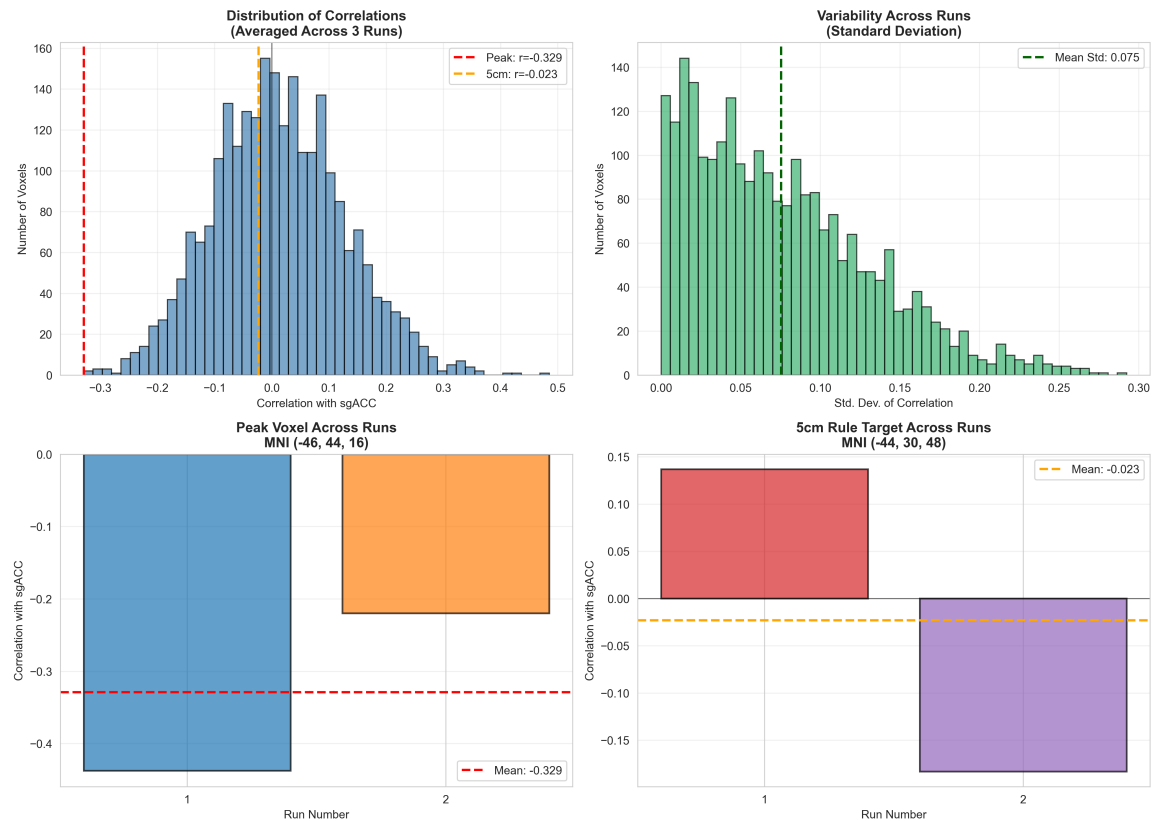 Distribution of Correlations
(Averaged Across 3 Runs)
Number of Voxels
160
140
120
100
80
60
40
20
0
−0.3
−0.2
−0.1
0.0
0.1
0.2
0.3
0.4
0.5
Correlation with sgACC
Peak: r=-0.329
5cm: r=-0.023
Variability Across Runs
(Standard Deviation)
Number of Voxels
140
120
100
80
60
40
20
0
0.00
0.05
0.10
0.15
0.20
0.25
0.30
Std. Dev. of Correlation
Mean Std: 0.075
Peak Voxel Across Runs
MNI (-46, 44, 16)
Correlation with sgACC
0.0
−0.1
−0.2
−0.3
−0.4
1
2
Run Number
Mean: -0.329
5cm Rule Target Across Runs
MNI (-44, 30, 48)
Correlation with sgACC
0.15
0.10
0.05
0.00
−0.05
−0.10
−0.15
1
2
Run Number
Mean: -0.023